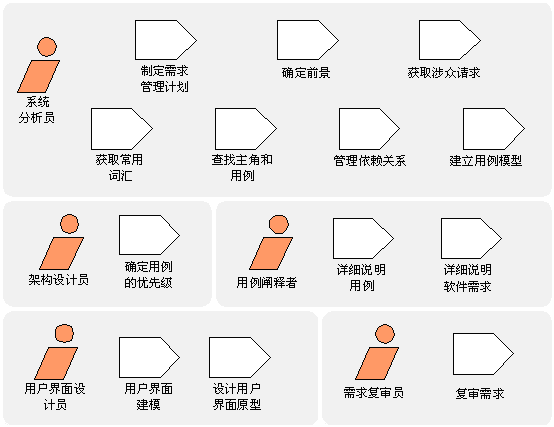 制定需求
管理计划
确定前景
获取涉众请求
系统
分析员
获取常用
词汇
查找主角和
用例
管理依赖关系
建立用例模型
架构设计员
确定用例
的优先级
用例阐释者
详细说明
用例
详细说明
软件需求
用户界面设
计员
用户界面
建模
设计用户
界面原型
需求复审员
复审需求